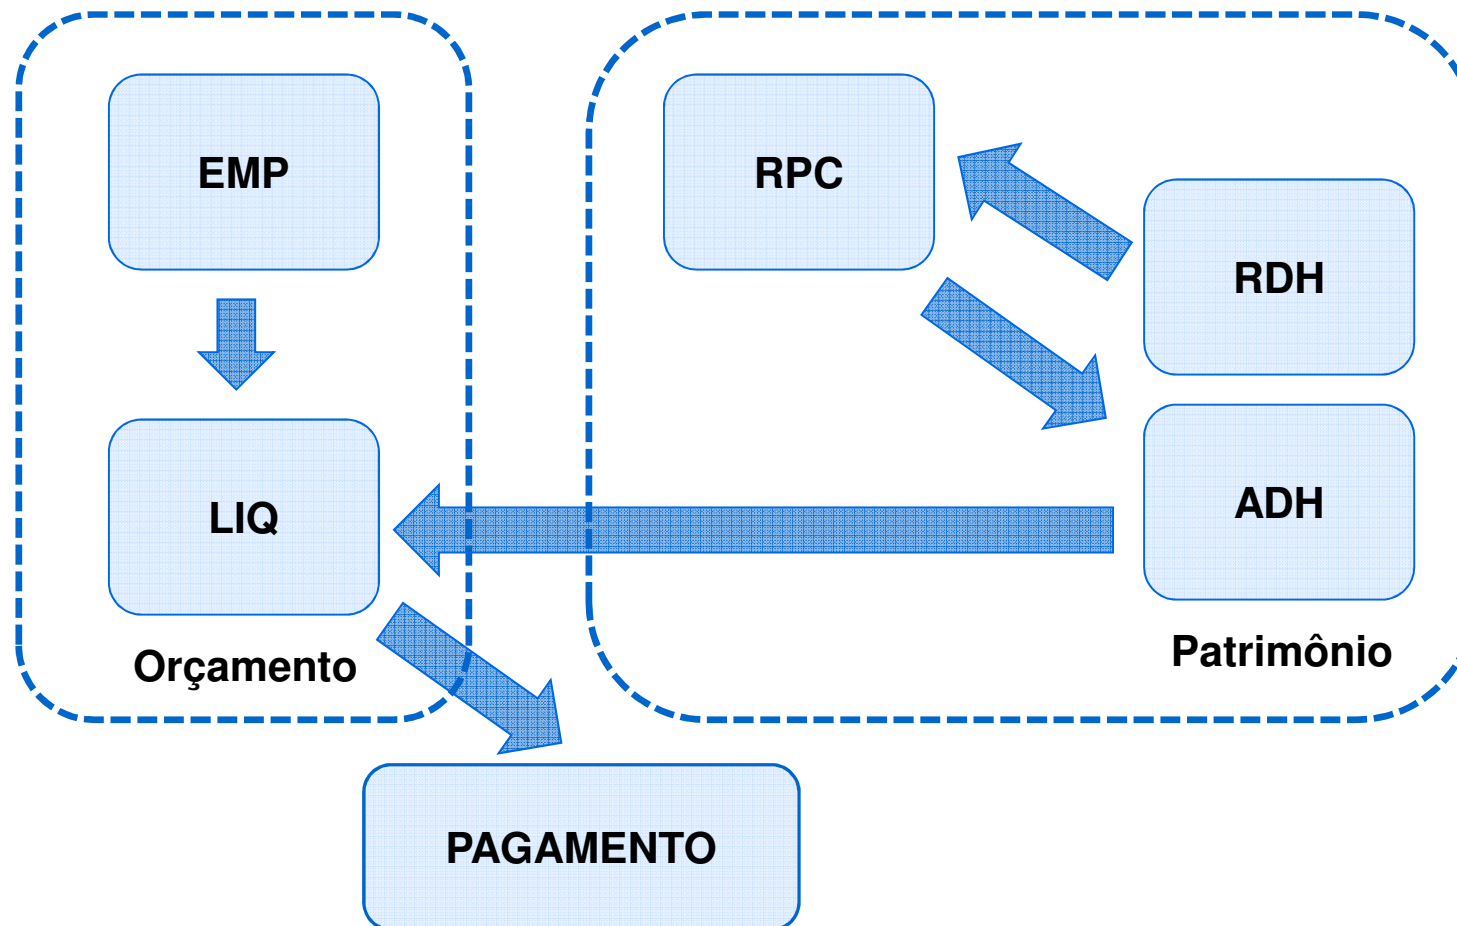 EMP
RPC
RDH
LIQ
ADH
Orçamento
Patrimônio
PAGAMENTO